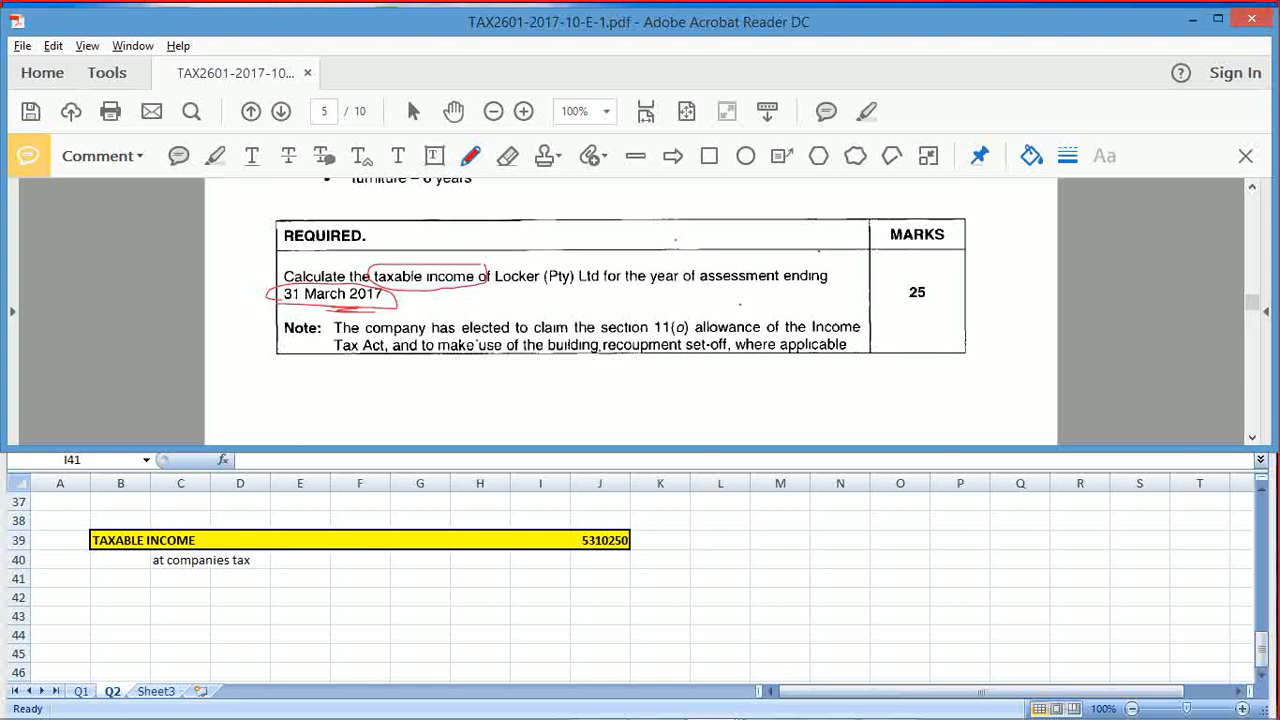 TAX2601-2017-10-E-1.pdf - Adobe Acrobat Reader DC
File Edit View Window Help
Home Tools TAX2601-2017-10... × ? Sign In
5 / 10 100%
Comment
furniture – 6 years
REQUIRED. MARKS
Calculate the taxable income of Locker (Pty) Ltd for the year of assessment ending
31 March 2017
25
Note: The company has elected to claim the section 11(o) allowance of the Income
Tax Act, and to make use of the building recoupment set-off, where applicable
I41 fx
A B C D E F G H I J K L M N O P Q R S T
37
38
39 TAXABLE INCOME 5310250
40 at companies tax
41
42
43
44
45
46
Q1 Q2 Sheet3
Ready 100%